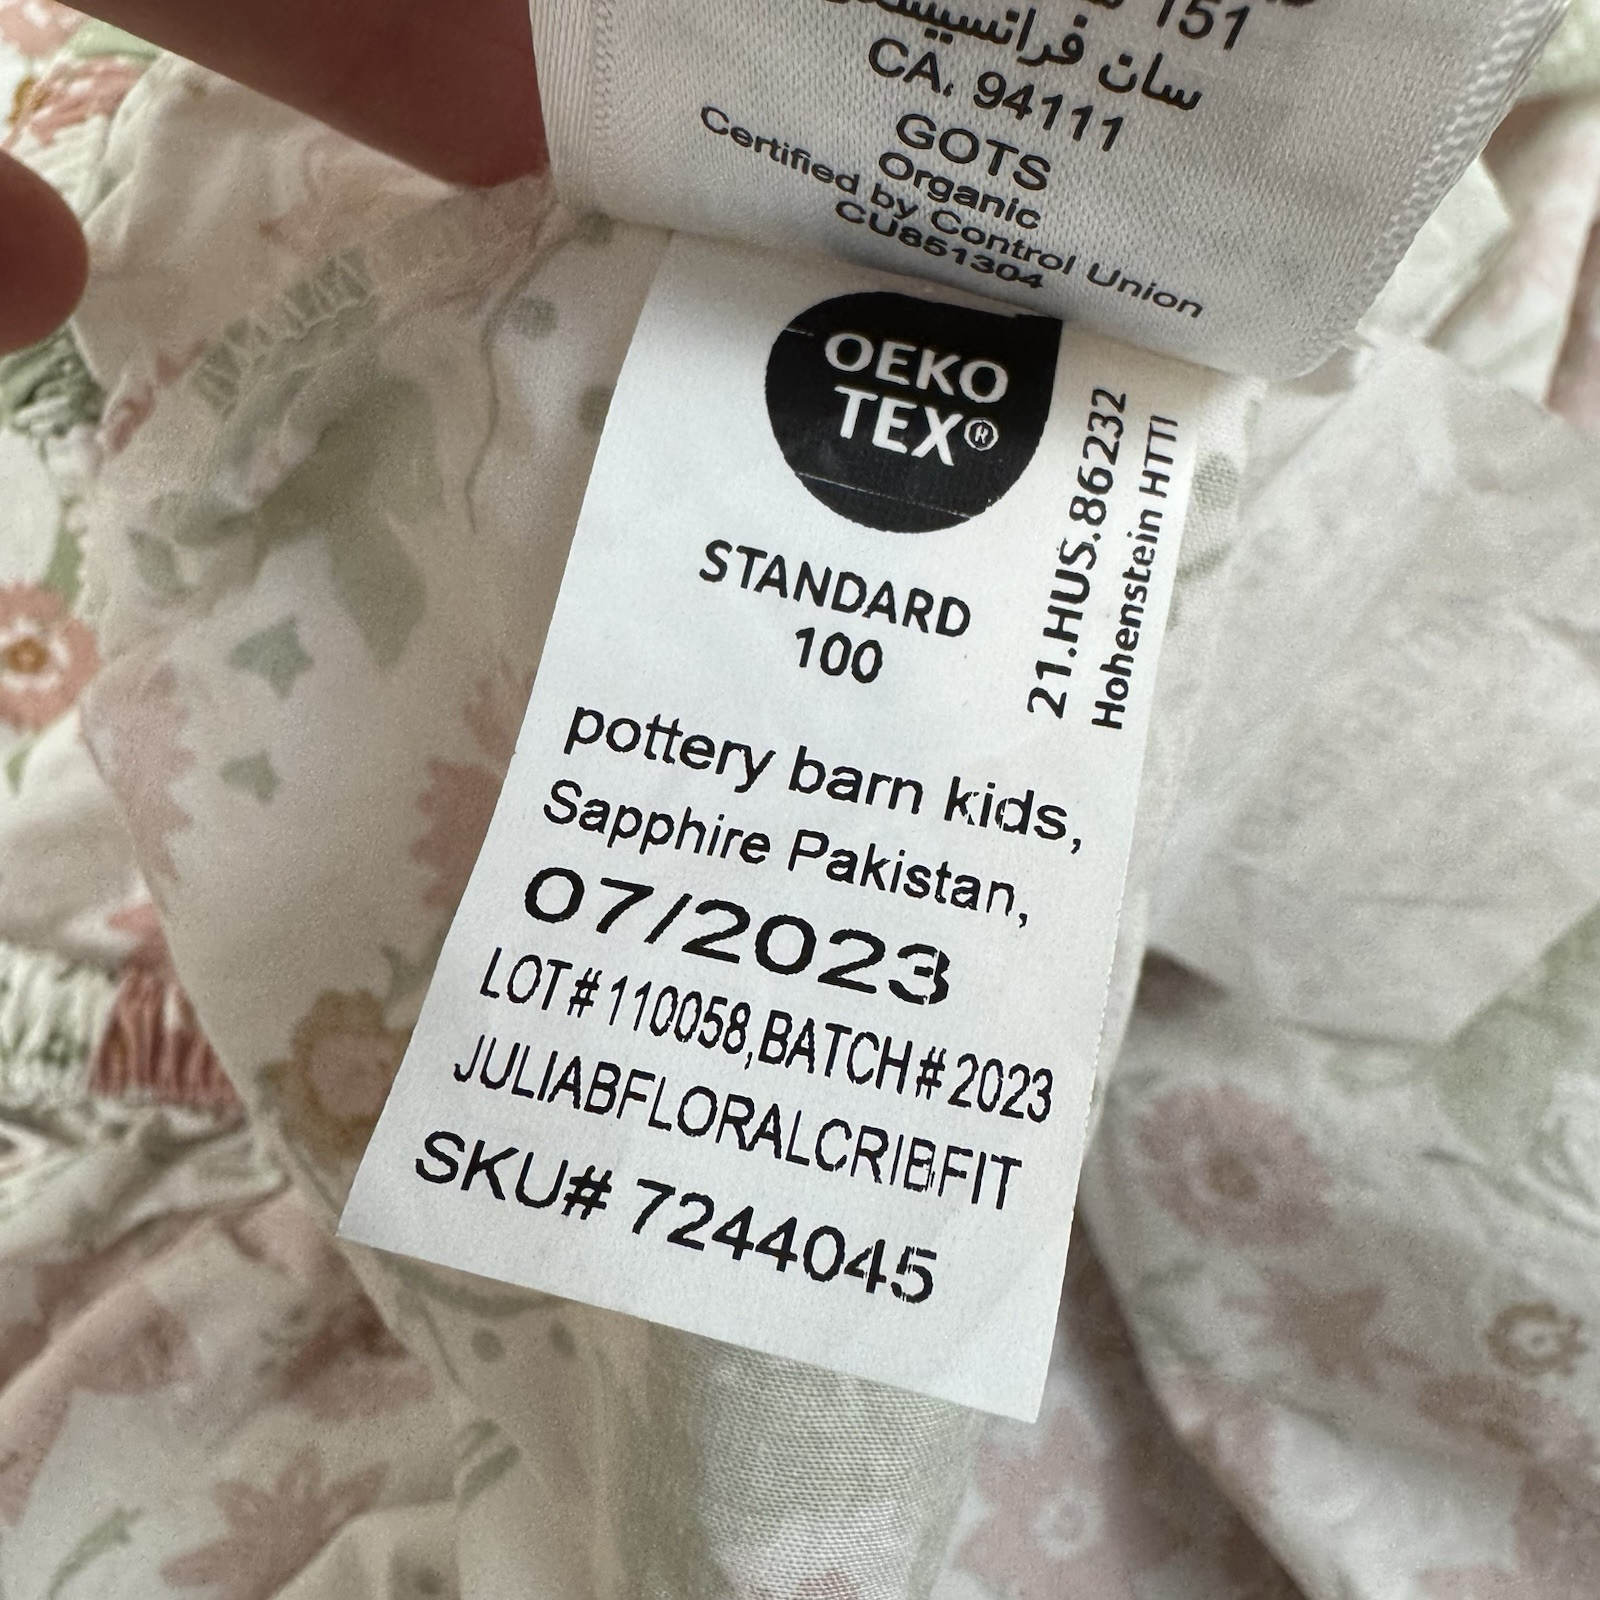 151
سان فرانسيسكو
CA. 94111
GOTS
Organic
Certified by Control Union
CU851304
OEKO
TEX®
STANDARD
100
21.HUS.86232
Hohenstein HTTI
pottery barn kids,
Sapphire Pakistan,
07/2023
LOT#110058,BATCH#2023
JULIABFLORALCRIBFIT
SKU# 7244045